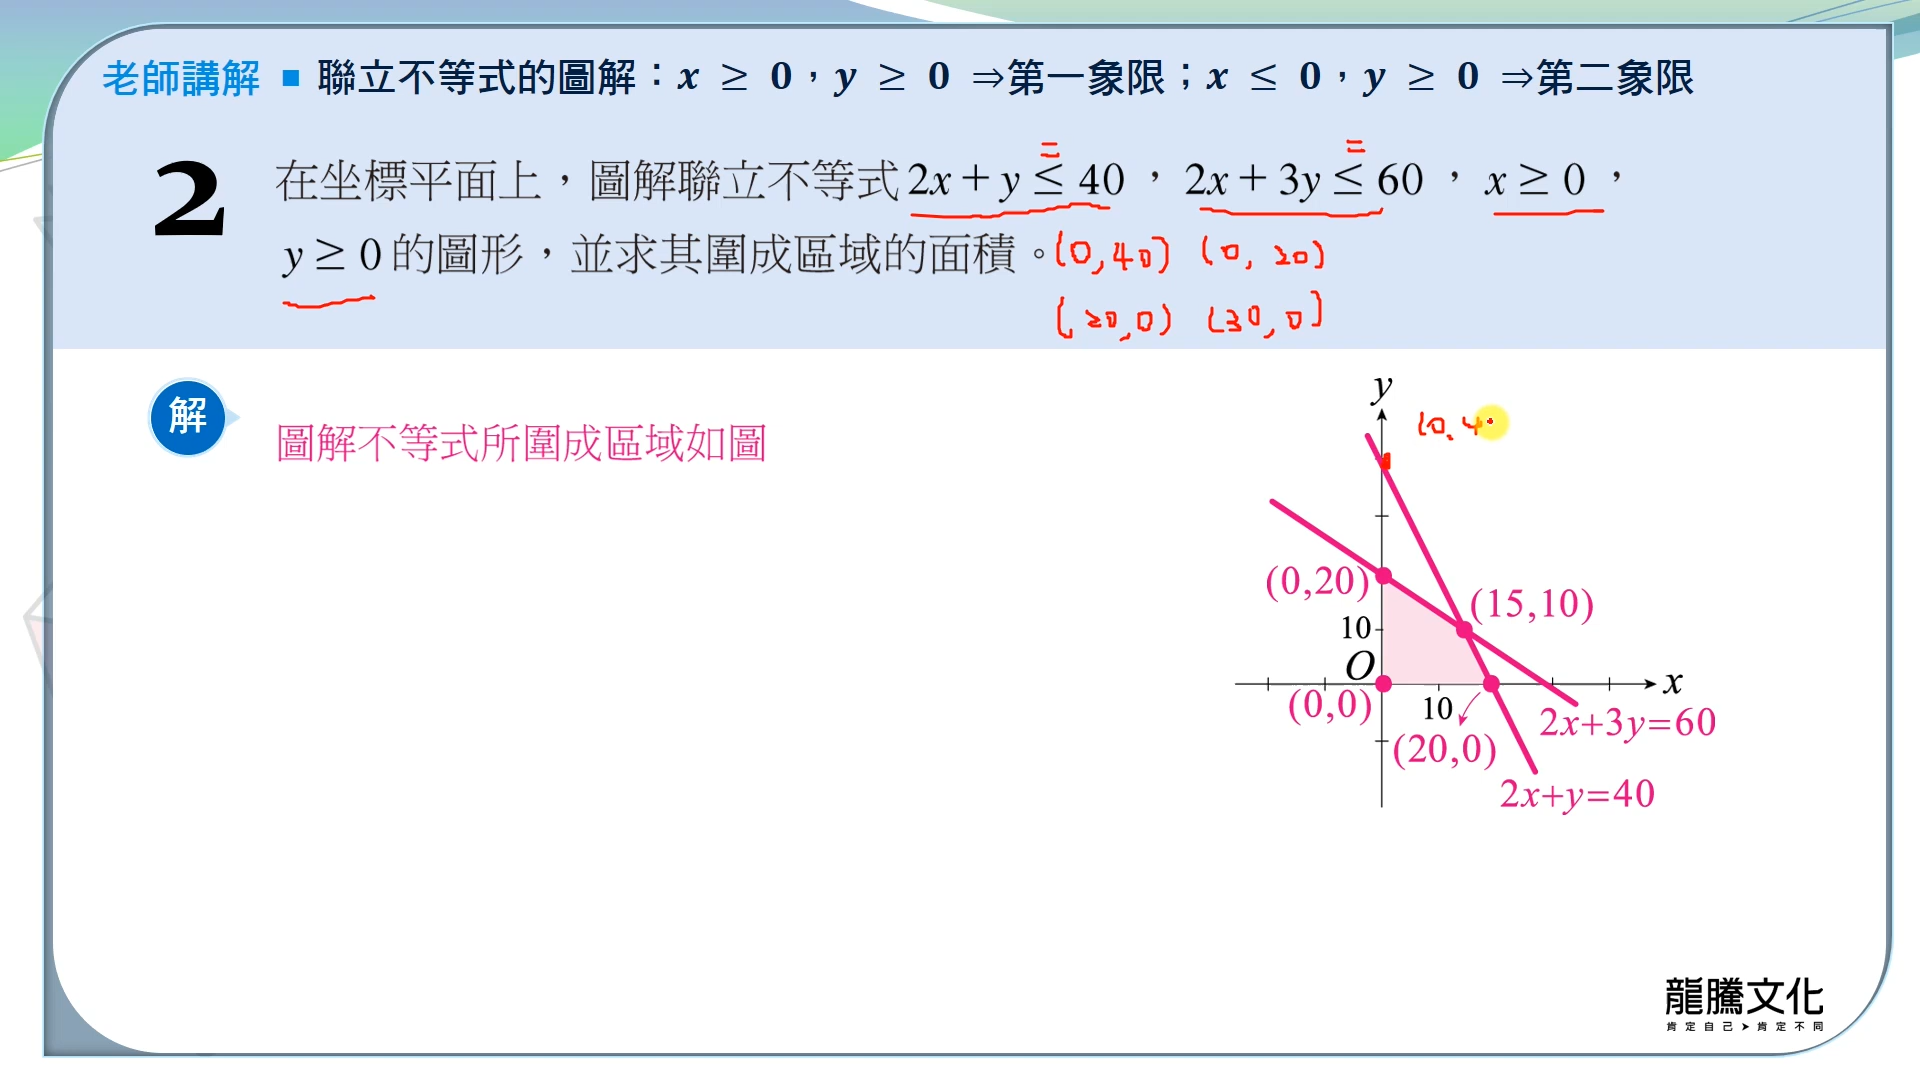 老師講解 ■ 聯立不等式的圖解：x ≥ 0，y ≥ 0 ⇒第一象限；x ≤ 0，y ≥ 0 ⇒第二象限
= =
2 在坐標平面上，圖解聯立不等式 2x + y ≤ 40，2x + 3y ≤ 60，x ≥ 0，
y ≥ 0 的圖形，並求其圍成區域的面積。(0,40) (0,20)
(20,0) (30,0)
解 圖解不等式所圍成區域如圖
y
(0,4
(0,20)
(15,10)
10
O
x
(0,0)
10
2x+3y=60
(20,0)
2x+y=40
龍騰文化
肯定自己➤肯定不同